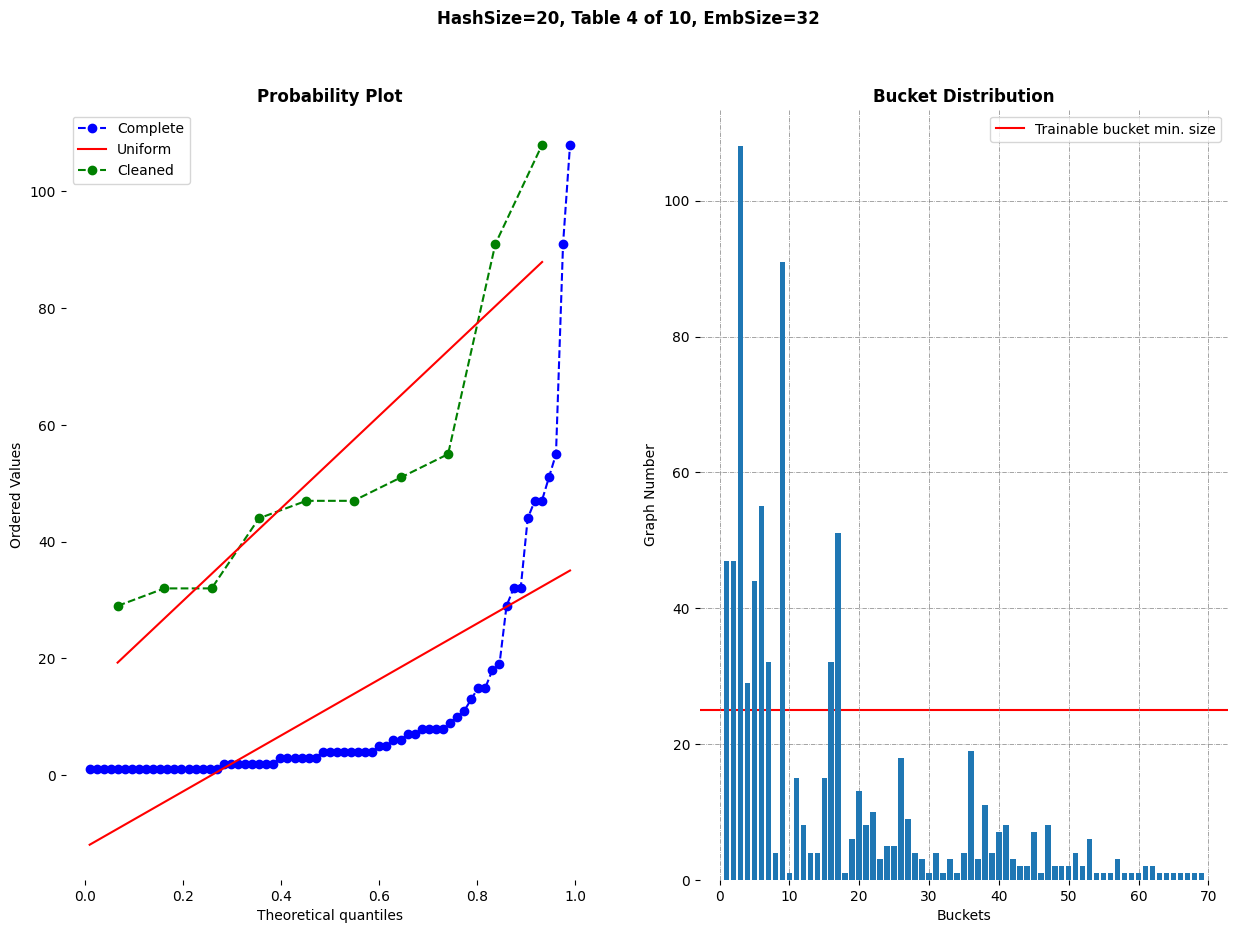 HashSize=20, Table 4 of 10, EmbSize=32
Probability Plot
Complete
Uniform
Cleaned
100
80
60
40
20
0
Ordered Values
0.0 0.2 0.4 0.6 0.8 1.0
Theoretical quantiles
Bucket Distribution
Trainable bucket min. size
100
80
60
40
20
0
Graph Number
0 10 20 30 40 50 60 70
Buckets